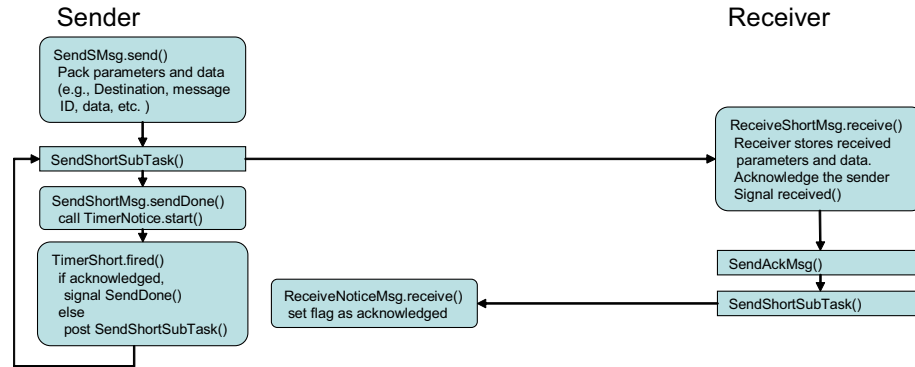 Sender
Receiver
SendSMsg.send()
Pack parameters and data
(e.g., Destination, message
ID, data, etc. )
SendShortSubTask()
SendShortMsg.sendDone()
call TimerNotice.start()
TimerShort.fired()
if acknowledged,
signal SendDone()
else
post SendShortSubTask()
ReceiveShortMsg.receive()
Receiver stores received
parameters and data.
Acknowledge the sender
Signal received()
SendAckMsg()
SendShortSubTask()
ReceiveNoticeMsg.receive()
set flag as acknowledged